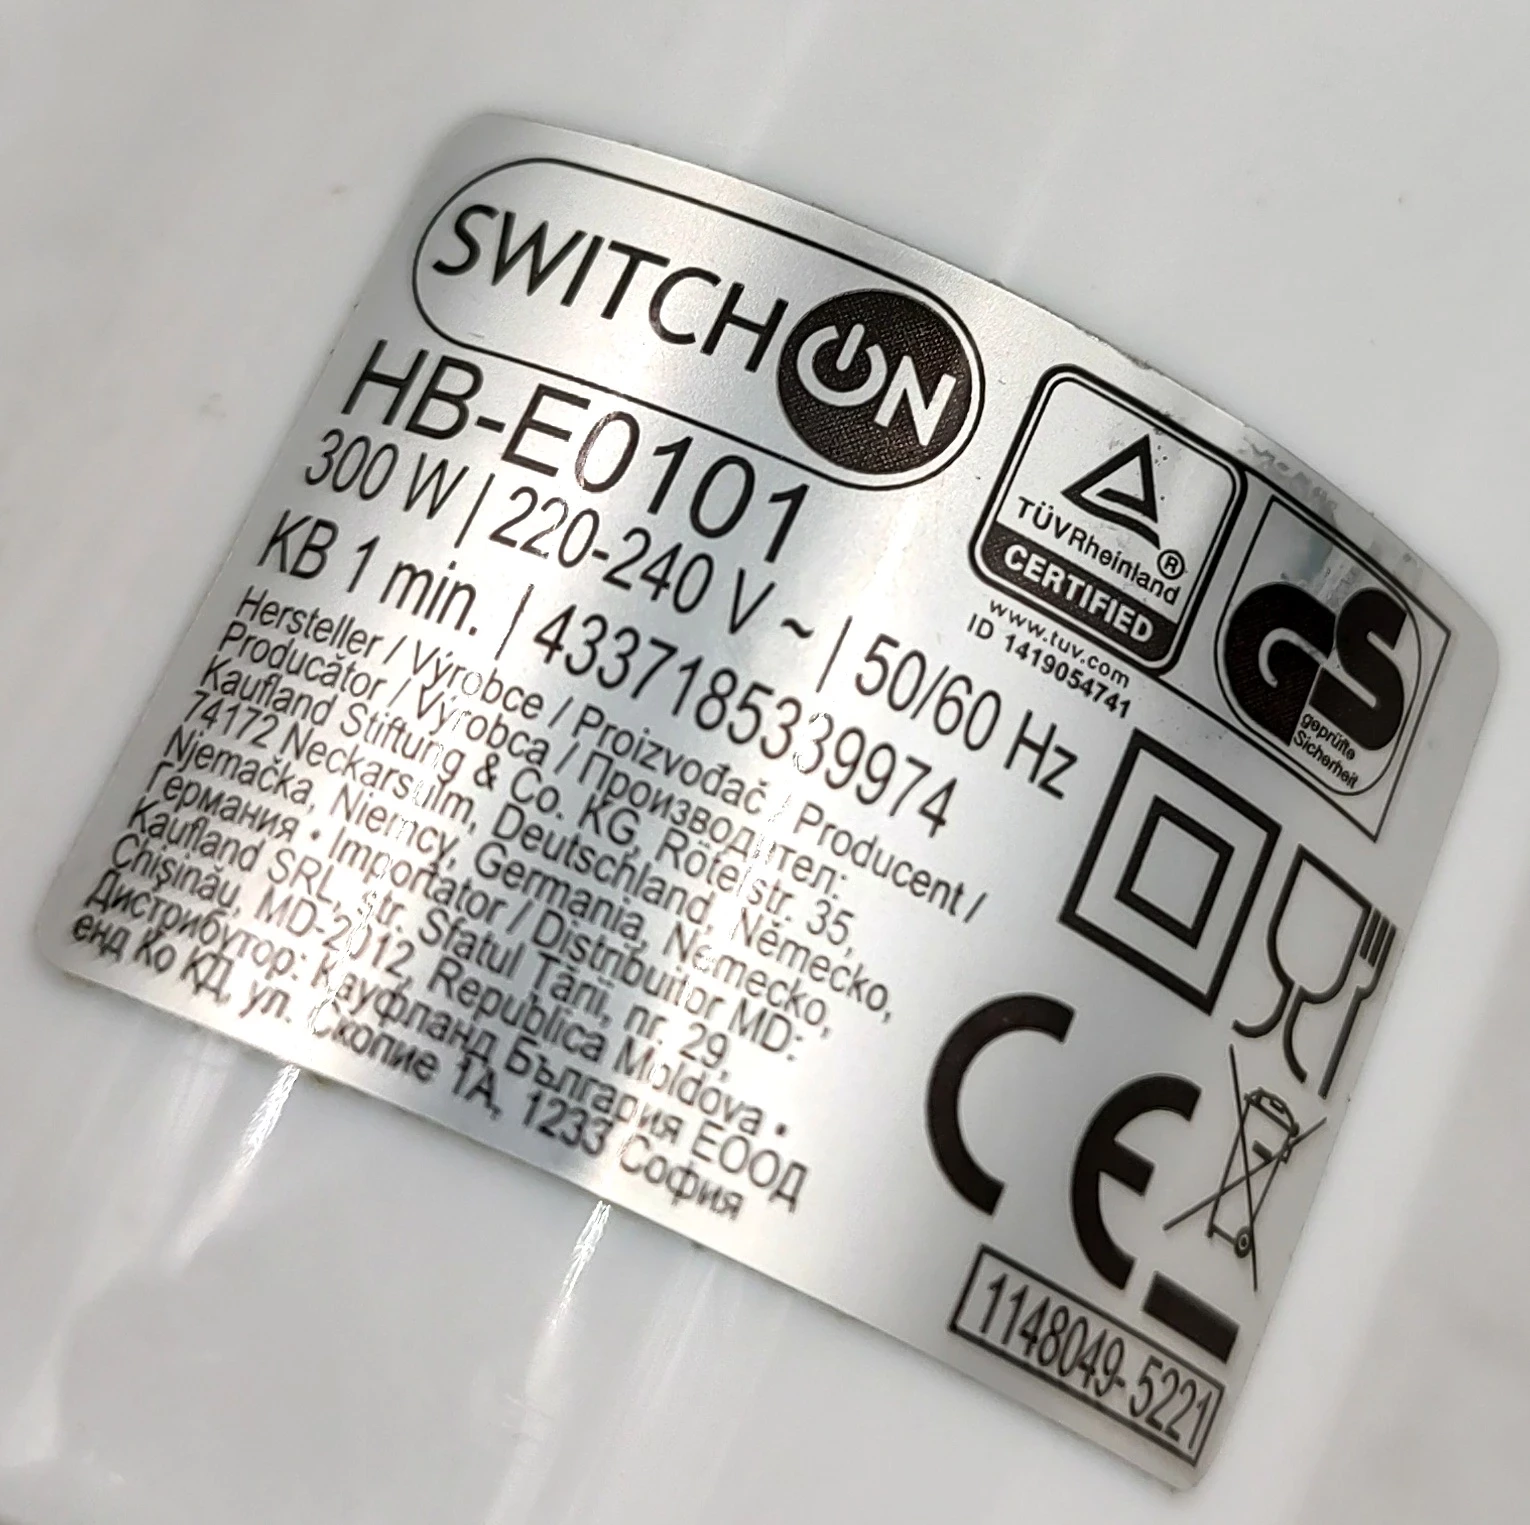 SWITCH ON
HB-E0101
300 W | 220-240 V ~ | 50/60 Hz
KB 1 min. | 4337185339974
Hersteller / Výrobce / Proizvođač / Producent /
Producător / Výrobca / Производител:
Kaufland Stiftung & Co. KG, Rötelstr. 35,
74172 Neckarsulm, Deutschland, Německo,
Njemačka, Niemcy, Germania, Nemecko,
Германия • Importator / Distribuitor MD:
Kaufland SRL, str. Sfatul Țării, nr. 29,
Chișinău, MD-2012, Republica Moldova •
Дистрибутор: Кауфланд България ЕООД
енд Ко КД, ул. Скопие 1А, 1233 София
TÜVRheinland®
CERTIFIED
www.tuv.com
ID 1419054741
GS
geprüfte
Sicherheit
CE
1148049-5221